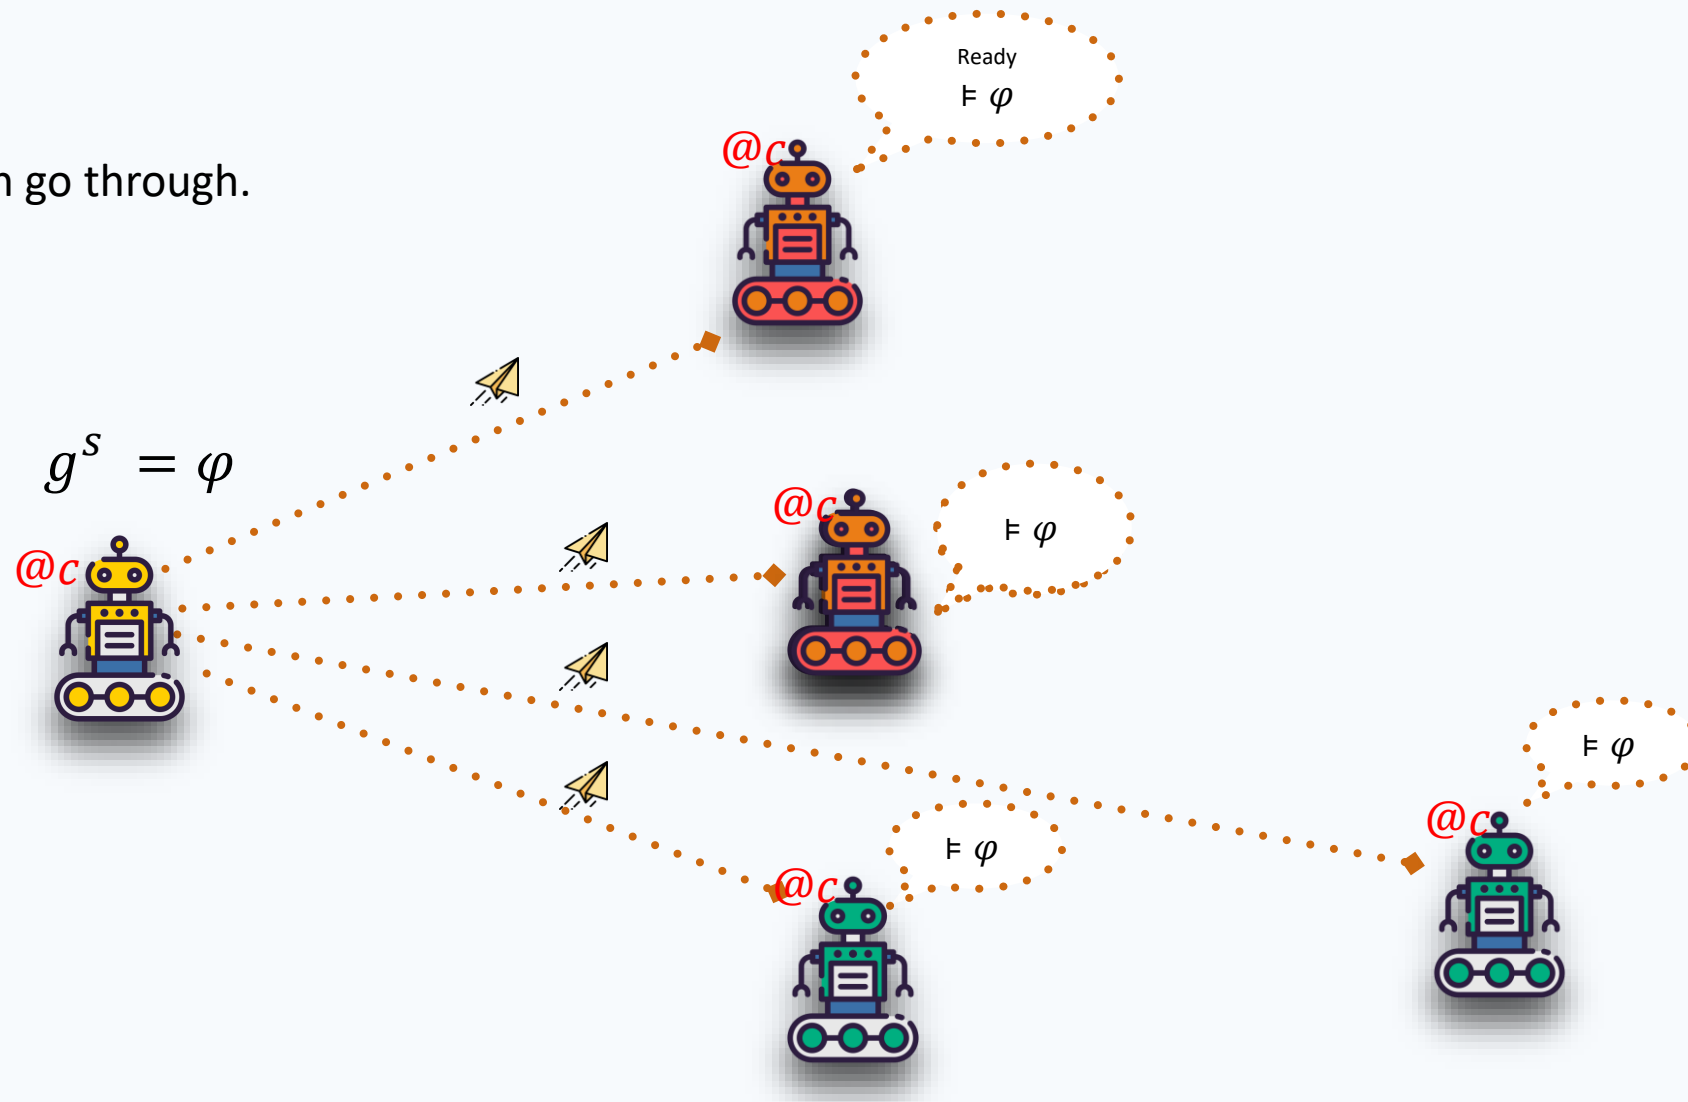 Ready
⊧ φ
@c
n go through.
g^s = φ
@c
@c
⊧ φ
⊧ φ
@c
⊧ φ
@c